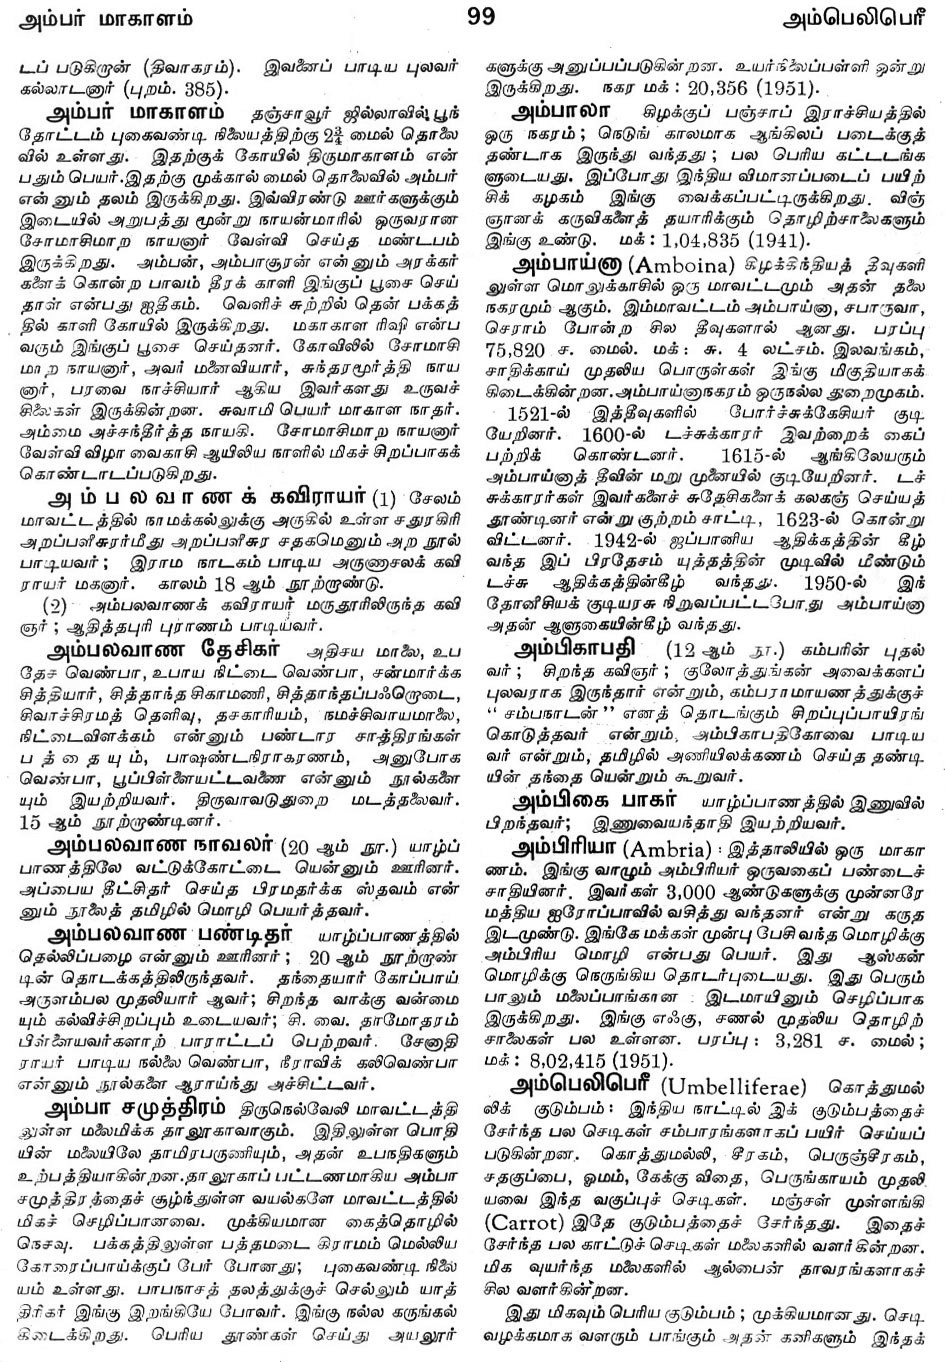 அம்பர் மாகாளம்
99
அம்பெலிபெரீ
டப் படுகிறான் (திவாகரம்). இவனைப் பாடிய புலவர்
கல்லாடனார் (புறம். 385).
அம்பர் மாகாளம் தஞ்சாவூர் ஜில்லாவில் பூந்
தோட்டம் புகைவண்டி நிலையத்திற்கு 2¾ மைல் தொலை
வில் உள்ளது. இதற்குக் கோயில் திருமாகாளம் என்
பதும் பெயர். இதற்கு முக்கால் மைல் தொலைவில் அம்பர்
என்னும் தலம் இருக்கிறது. இவ்விரண்டு ஊர்களுக்கும்
இடையில் அறுபத்து மூன்று நாயன்மாரில் ஒருவரான
சோமாசிமாற நாயனார் வேள்வி செய்த மண்டபம்
இருக்கிறது. அம்பன், அம்பாசூரன் என்னும் அரக்கர்
களைக் கொன்ற பாவம் தீரக் காளி இங்குப் பூசை செய்
தாள் என்பது ஐதிகம். வெளிச் சுற்றில் தென் பக்கத்
தில் காளி கோயில் இருக்கிறது. மகாகாள ரிஷி என்ப
வரும் இங்குப் பூசை செய்தனர். கோவிலில் சோமாசி
மாற நாயனார், அவர் மனைவியார், சுந்தரமூர்த்தி நாய
னார், பரவை நாச்சியார் ஆகிய இவர்களது உருவச்
சிலைகள் இருக்கின்றன. சுவாமி பெயர் மாகாள நாதர்.
அம்மை அச்சந்தீர்த்த நாயகி. சோமாசிமாற நாயனார்
வேள்வி விழா வைகாசி ஆயிலிய நாளில் மிகச் சிறப்பாகக்
கொண்டாடப்படுகிறது.
அம்பலவாணக் கவிராயர் (1) சேலம்
மாவட்டத்தில் நாமக்கல்லுக்கு அருகில் உள்ள சதுரகிரி
அறப்பளீசுரர்மீது அறப்பளீசுர சதகமெனும் அற நூல்
பாடியவர்; இராம நாடகம் பாடிய அருணாசலக் கவி
ராயர் மகனார். காலம் 18 ஆம் நூற்றாண்டு.
(2) அம்பலவாணக் கவிராயர் மருதூரிலிருந்த கவி
ஞர்; ஆதித்தபுரி புராணம் பாடியவர்.
அம்பலவாண தேசிகர் அதிசய மாலை, உப
தேச வெண்பா, உபாய நிட்டை வெண்பா, சன்மார்க்க
சித்தியார், சித்தாந்த சிகாமணி, சித்தாந்தப்பஃறொடை,
சிவாச்சிரமத் தெளிவு, தசகாரியம், நமச்சிவாயமாலை,
நிட்டைவிளக்கம் என்னும் பண்டார சாத்திரங்கள்
பத்தையும், பாஷண்டநிராகரணம், அனுபோக
வெண்பா, பூப்பிள்ளையட்டவணை என்னும் நூல்களை
யும் இயற்றியவர். திருவாவடுதுறை மடத்தலைவர்.
15 ஆம் நூற்றாண்டினர்.
அம்பலவாண நாவலர் (20 ஆம் நூ.) யாழ்ப்
பாணத்திலே வட்டுக்கோட்டை யென்னும் ஊரினர்.
அப்பைய தீட்சிதர் செய்த பிரமதர்க்க ஸ்தவம் என்
னும் நூலைத் தமிழில் மொழி பெயர்த்தவர்.
அம்பலவாண பண்டிதர் யாழ்ப்பாணத்தில்
தெல்லிப்பழை என்னும் ஊரினர்; 20 ஆம் நூற்றாண்
டின் தொடக்கத்திலிருந்தவர். தந்தையார் கோப்பாய்
அருளம்பல முதலியார் ஆவர்; சிறந்த வாக்கு வன்மை
யும் கல்விச்சிறப்பும் உடையவர்; சி. வை. தாமோதரம்
பிள்ளையவர்களாற் பாராட்டப் பெற்றவர். சேனாதி
ராயர் பாடிய நல்லை வெண்பா, நீராவிக் கலிவெண்பா
என்னும் நூல்களை ஆராய்ந்து அச்சிட்டவர்.
அம்பா சமுத்திரம் திருநெல்வேலி மாவட்டத்தி
லுள்ள மலைமிக்க தாலூகாவாகும். இதிலுள்ள பொதி
யின் மலையிலே தாமிரபருணியும், அதன் உபநதிகளும்
உற்பத்தியாகின்றன. தாலூகாப் பட்டணமாகிய அம்பா
சமுத்திரத்தைச் சூழ்ந்துள்ள வயல்களே மாவட்டத்தில்
மிகச் செழிப்பானவை. முக்கியமான கைத்தொழில்
நெசவு. பக்கத்திலுள்ள பத்தமடை கிராமம் மெல்லிய
கோரைப்பாய்க்குப் பேர் போனது; புகைவண்டி நிலை
யம் உள்ளது. பாபநாசத் தலத்துக்குச் செல்லும் யாத்
திரிகர் இங்கு இறங்கியே போவர். இங்கு நல்ல கருங்கல்
கிடைக்கிறது. பெரிய தூண்கள் செய்து அயலூர்
களுக்கு அனுப்பப்படுகின்றன. உயர்நிலைப்பள்ளி ஒன்று
இருக்கிறது. நகர மக்: 20,356 (1951).
அம்பாலா கிழக்குப் பஞ்சாப் இராச்சியத்தில்
ஒரு நகரம்; நெடுங் காலமாக ஆங்கிலப் படைக்குத்
தண்டாக இருந்து வந்தது; பல பெரிய கட்டடங்க
ளுடையது. இப்போது இந்திய விமானப்படைப் பயிற்
சிக் கழகம் இங்கு வைக்கப்பட்டிருக்கிறது. விஞ்
ஞானக் கருவிகளைத் தயாரிக்கும் தொழிற்சாலைகளும்
இங்கு உண்டு. மக்: 1,04,835 (1941).
அம்பாய்னா (Amboina) கிழக்கிந்தியத் தீவுகளி
லுள்ள மொலுக்காசில் ஒரு மாவட்டமும் அதன் தலை
நகரமும் ஆகும். இம்மாவட்டம் அம்பாய்னா, சபாருவா,
செராம் போன்ற சில தீவுகளால் ஆனது. பரப்பு
75,820 ச. மைல். மக்: சு. 4 லட்சம். இலவங்கம்,
சாதிக்காய் முதலிய பொருள்கள் இங்கு மிகுதியாகக்
கிடைக்கின்றன. அம்பாய்னா நகரம் ஒரு நல்ல துறைமுகம்.
1521-ல் இத்தீவுகளில் போர்ச்சுக்கேசியர் குடி
யேறினர். 1600-ல் டச்சுக்காரர் இவற்றைக் கைப்
பற்றிக் கொண்டனர். 1615-ல் ஆங்கிலேயரும்
அம்பாய்னாத் தீவின் மறு முனையில் குடியேறினர். டச்
சுக்காரர்கள் இவர்களைச் சுதேசிகளைக் கலகஞ் செய்யத்
தூண்டினர் என்று குற்றம் சாட்டி, 1623-ல் கொன்று
விட்டனர். 1942-ல் ஜப்பானிய ஆதிக்கத்தின் கீழ்
வந்த இப் பிரதேசம் யுத்தத்தின் முடிவில் மீண்டும்
டச்சு ஆதிக்கத்தின்கீழ் வந்தது. 1950-ல் இந்
தோனீசியக் குடியரசு நிறுவப்பட்டபோது அம்பாய்னா
அதன் ஆளுகையின்கீழ் வந்தது.
அம்பிகாபதி (12 ஆம் நூ.) கம்பரின் புதல்
வர்; சிறந்த கவிஞர்; குலோத்துங்கன் அவைக்களப்
புலவராக இருந்தார் என்றும், கம்பராமாயணத்துக்குச்
“சம்பநாடன்” எனத் தொடங்கும் சிறப்புப்பாயிரங்
கொடுத்தவர் என்றும், அம்பிகாபதிகோவை பாடிய
வர் என்றும், தமிழில் அணியிலக்கணம் செய்த தண்டி
யின் தந்தை யென்றும் கூறுவர்.
அம்பிகை பாகர் யாழ்ப்பாணத்தில் இணுவில்
பிறந்தவர்; இணுவையந்தாதி இயற்றியவர்.
அம்பிரியா (Ambria) : இத்தாலியில் ஒரு மாகா
ணம். இங்கு வாழும் அம்பிரியர் ஒருவகைப் பண்டைச்
சாதியினர். இவர்கள் 3,000 ஆண்டுகளுக்கு முன்னரே
மத்திய ஐரோப்பாவில் வசித்து வந்தனர் என்று கருத
இடமுண்டு. இங்கே மக்கள் முன்பு பேசி வந்த மொழிக்கு
அம்பிரிய மொழி என்பது பெயர். இது ஆஸ்கன்
மொழிக்கு நெருங்கிய தொடர்புடையது. இது பெரும்
பாலும் மலைப்பாங்கான இடமாயினும் செழிப்பாக
இருக்கிறது. இங்கு எஃகு, சணல் முதலிய தொழிற்
சாலைகள் பல உள்ளன. பரப்பு: 3,281 ச. மைல்;
மக்: 8,02,415 (1951).
அம்பெலிபெரீ (Umbelliferae) கொத்துமல்
லிக் குடும்பம்: இந்திய நாட்டில் இக் குடும்பத்தைச்
சேர்ந்த பல செடிகள் சம்பாரங்களாகப் பயிர் செய்யப்
படுகின்றன. கொத்துமல்லி, சீரகம், பெருஞ்சீரகம்,
சதகுப்பை, ஓமம், கேக்கு விதை, பெருங்காயம் முதலி
யவை இந்த வகுப்புச் செடிகள். மஞ்சள் முள்ளங்கி
(Carrot) இதே குடும்பத்தைச் சேர்ந்தது. இதைச்
சேர்ந்த பல காட்டுச் செடிகள் மலைகளில் வளர்கின்றன.
மிக வுயர்ந்த மலைகளில் ஆல்பைன் தாவரங்களாகச்
சில வளர்கின்றன.
இது மிகவும் பெரிய குடும்பம்; முக்கியமானது. செடி
வழக்கமாக வளரும் பாங்கும் அதன் கனிகளும் இந்தக்